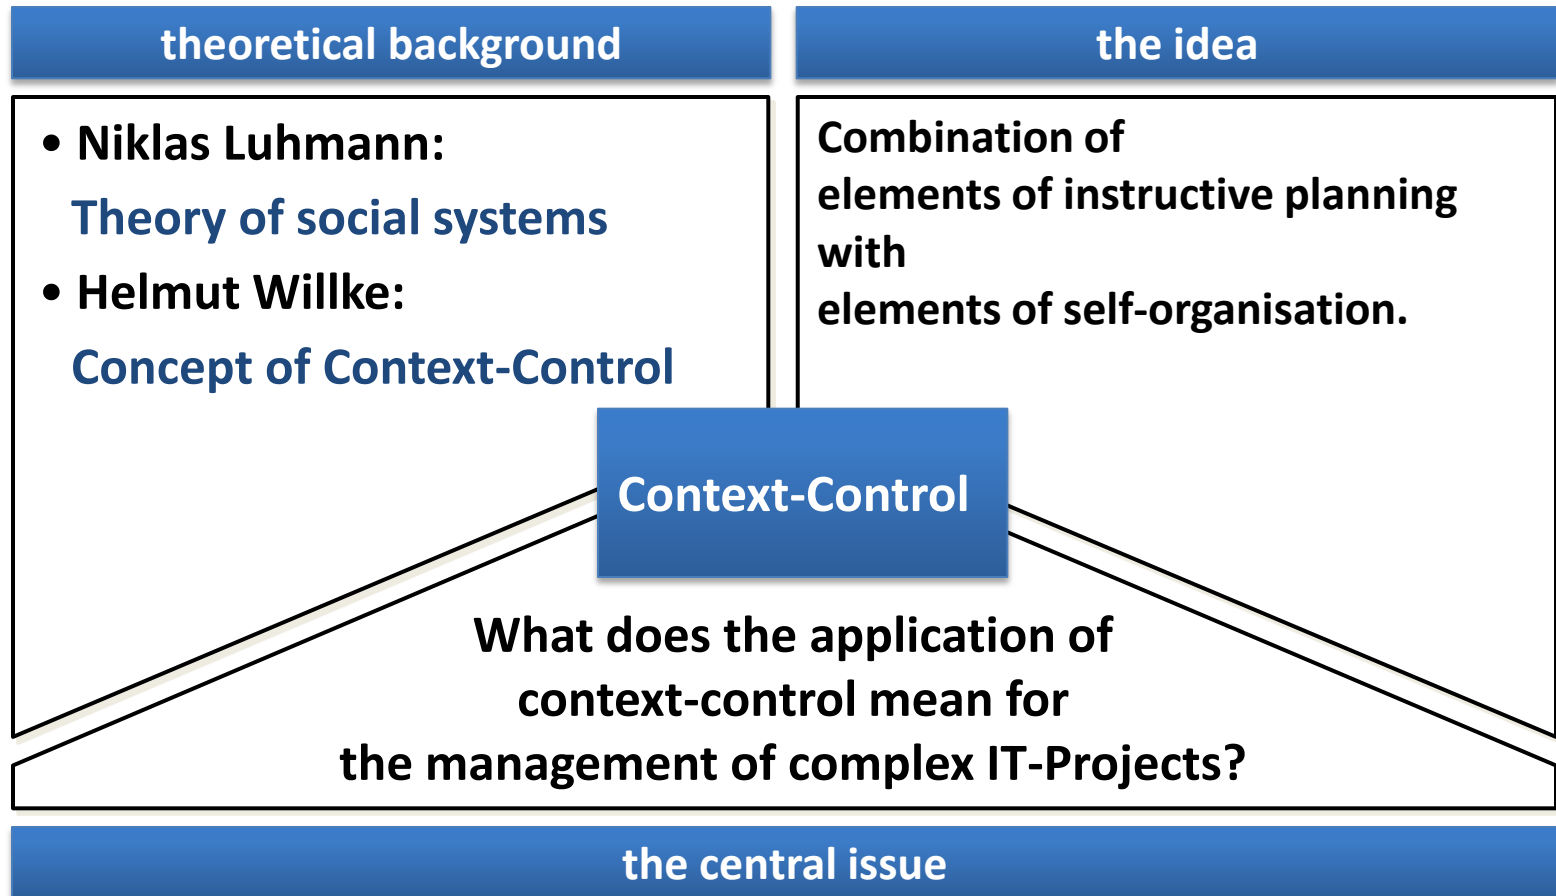 theoretical background
• Niklas Luhmann:
Theory of social systems
• Helmut Willke:
Concept of Context-Control
the idea
Combination of
elements of instructive planning
with
elements of self-organisation.
Context-Control
What does the application of
context-control mean for
the management of complex IT-Projects?
the central issue